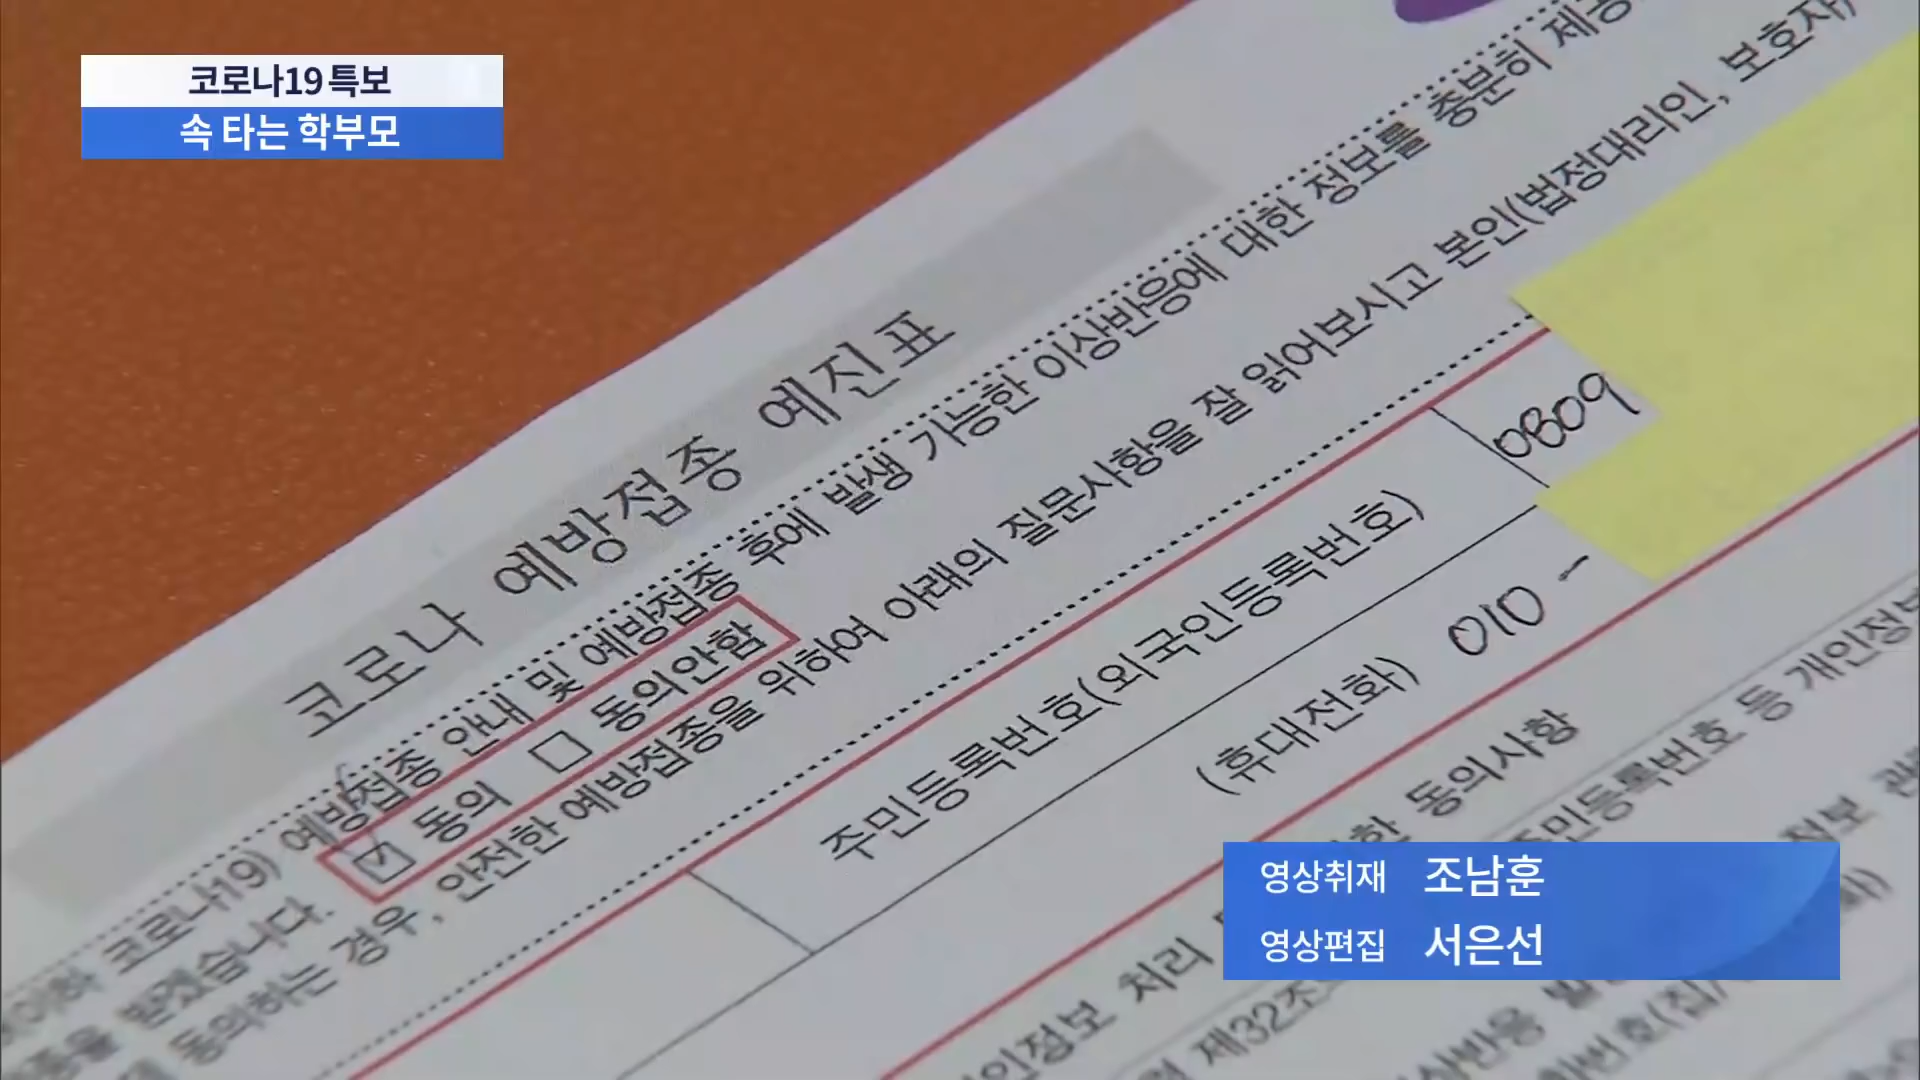 코로나19 특보
속 타는 학부모
코로나 예방접종 예진표
코로나19) 예방접종 안내 및 예방접종 후에 발생 가능한 이상반응에 대한 정보를 충분히
받겠습니다. ☑ 동의 ☐ 동의안함
동의하는 경우, 안전한 예방접종을 위하여 아래의 질문사항을 잘 읽어보시고 본인(법정대리인, 보호자)
주민등록번호(외국인등록번호)
(휴대전화) 010 -
인정보 처리
동의사항
제32조
주민등록번호 등 개인정보
영상취재 조남훈
영상편집 서은선